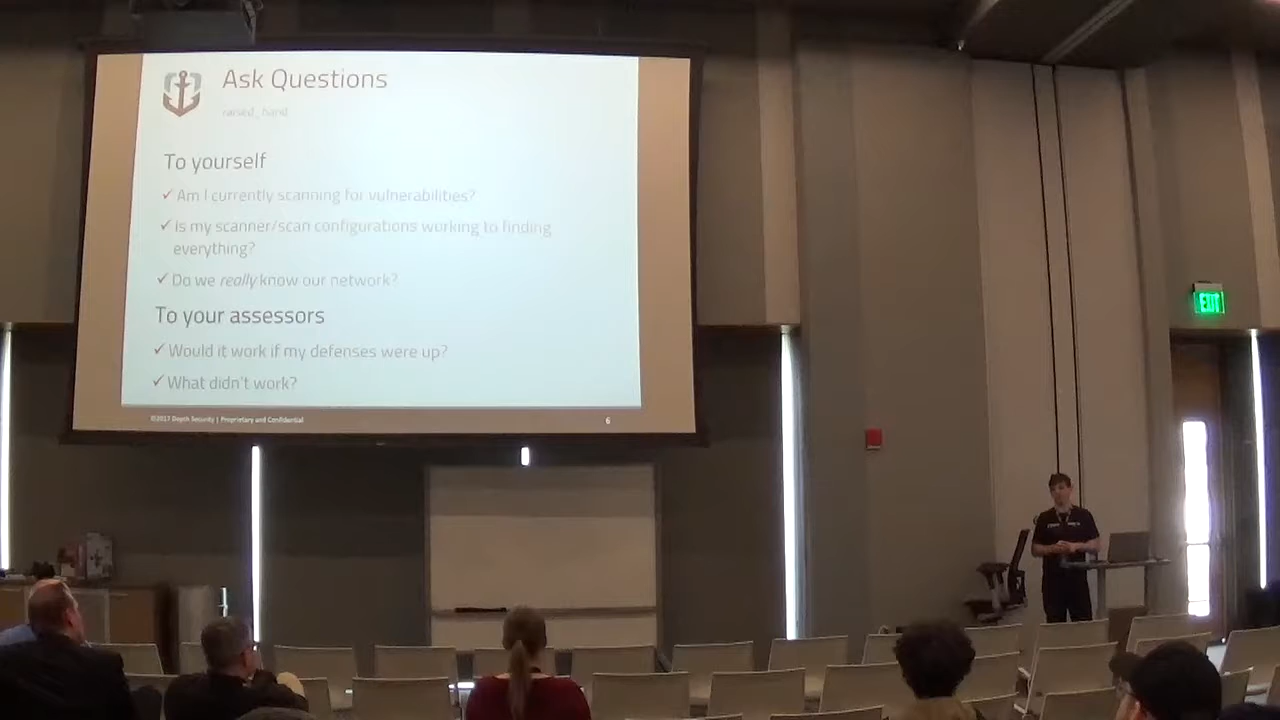 Ask Questions
raised_hand
To yourself
✓ Am I currently scanning for vulnerabilities?
✓ Is my scanner/scan configurations working to finding
everything?
✓ Do we really know our network?
To your assessors
✓ Would it work if my defenses were up?
✓ What didn't work?
©2017 Depth Security | Proprietary and Confidential
6
EXIT